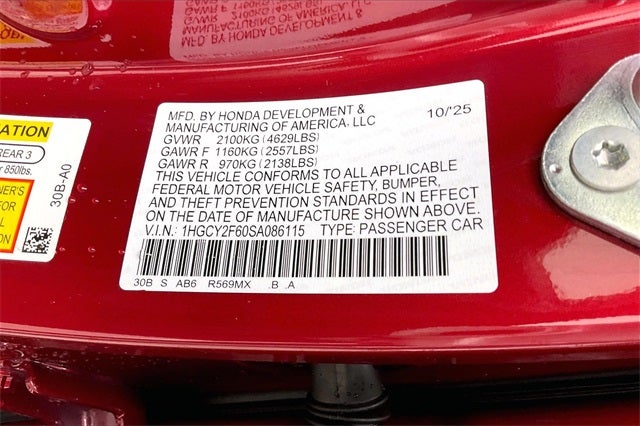 MFD. BY HONDA DEVELOPMENT & 10/25
MANUFACTURING OF AMERICA, LLC
GVWR 2100KG (4629LBS)
GAWR F 1160KG (2557LBS)
GAWR R 970KG (2138LBS)
THIS VEHICLE CONFORMS TO ALL APPLICABLE
FEDERAL MOTOR VEHICLE SAFETY, BUMPER,
AND THEFT PREVENTION STANDARDS IN EFFECT
ON THE DATE OF MANUFACTURE SHOWN ABOVE.
V.I.N.: 1HGCY2F60SA086115 TYPE: PASSENGER CAR
30B S AB6 R569MX .B .A
REAR 3
850lbs.
30B-A0